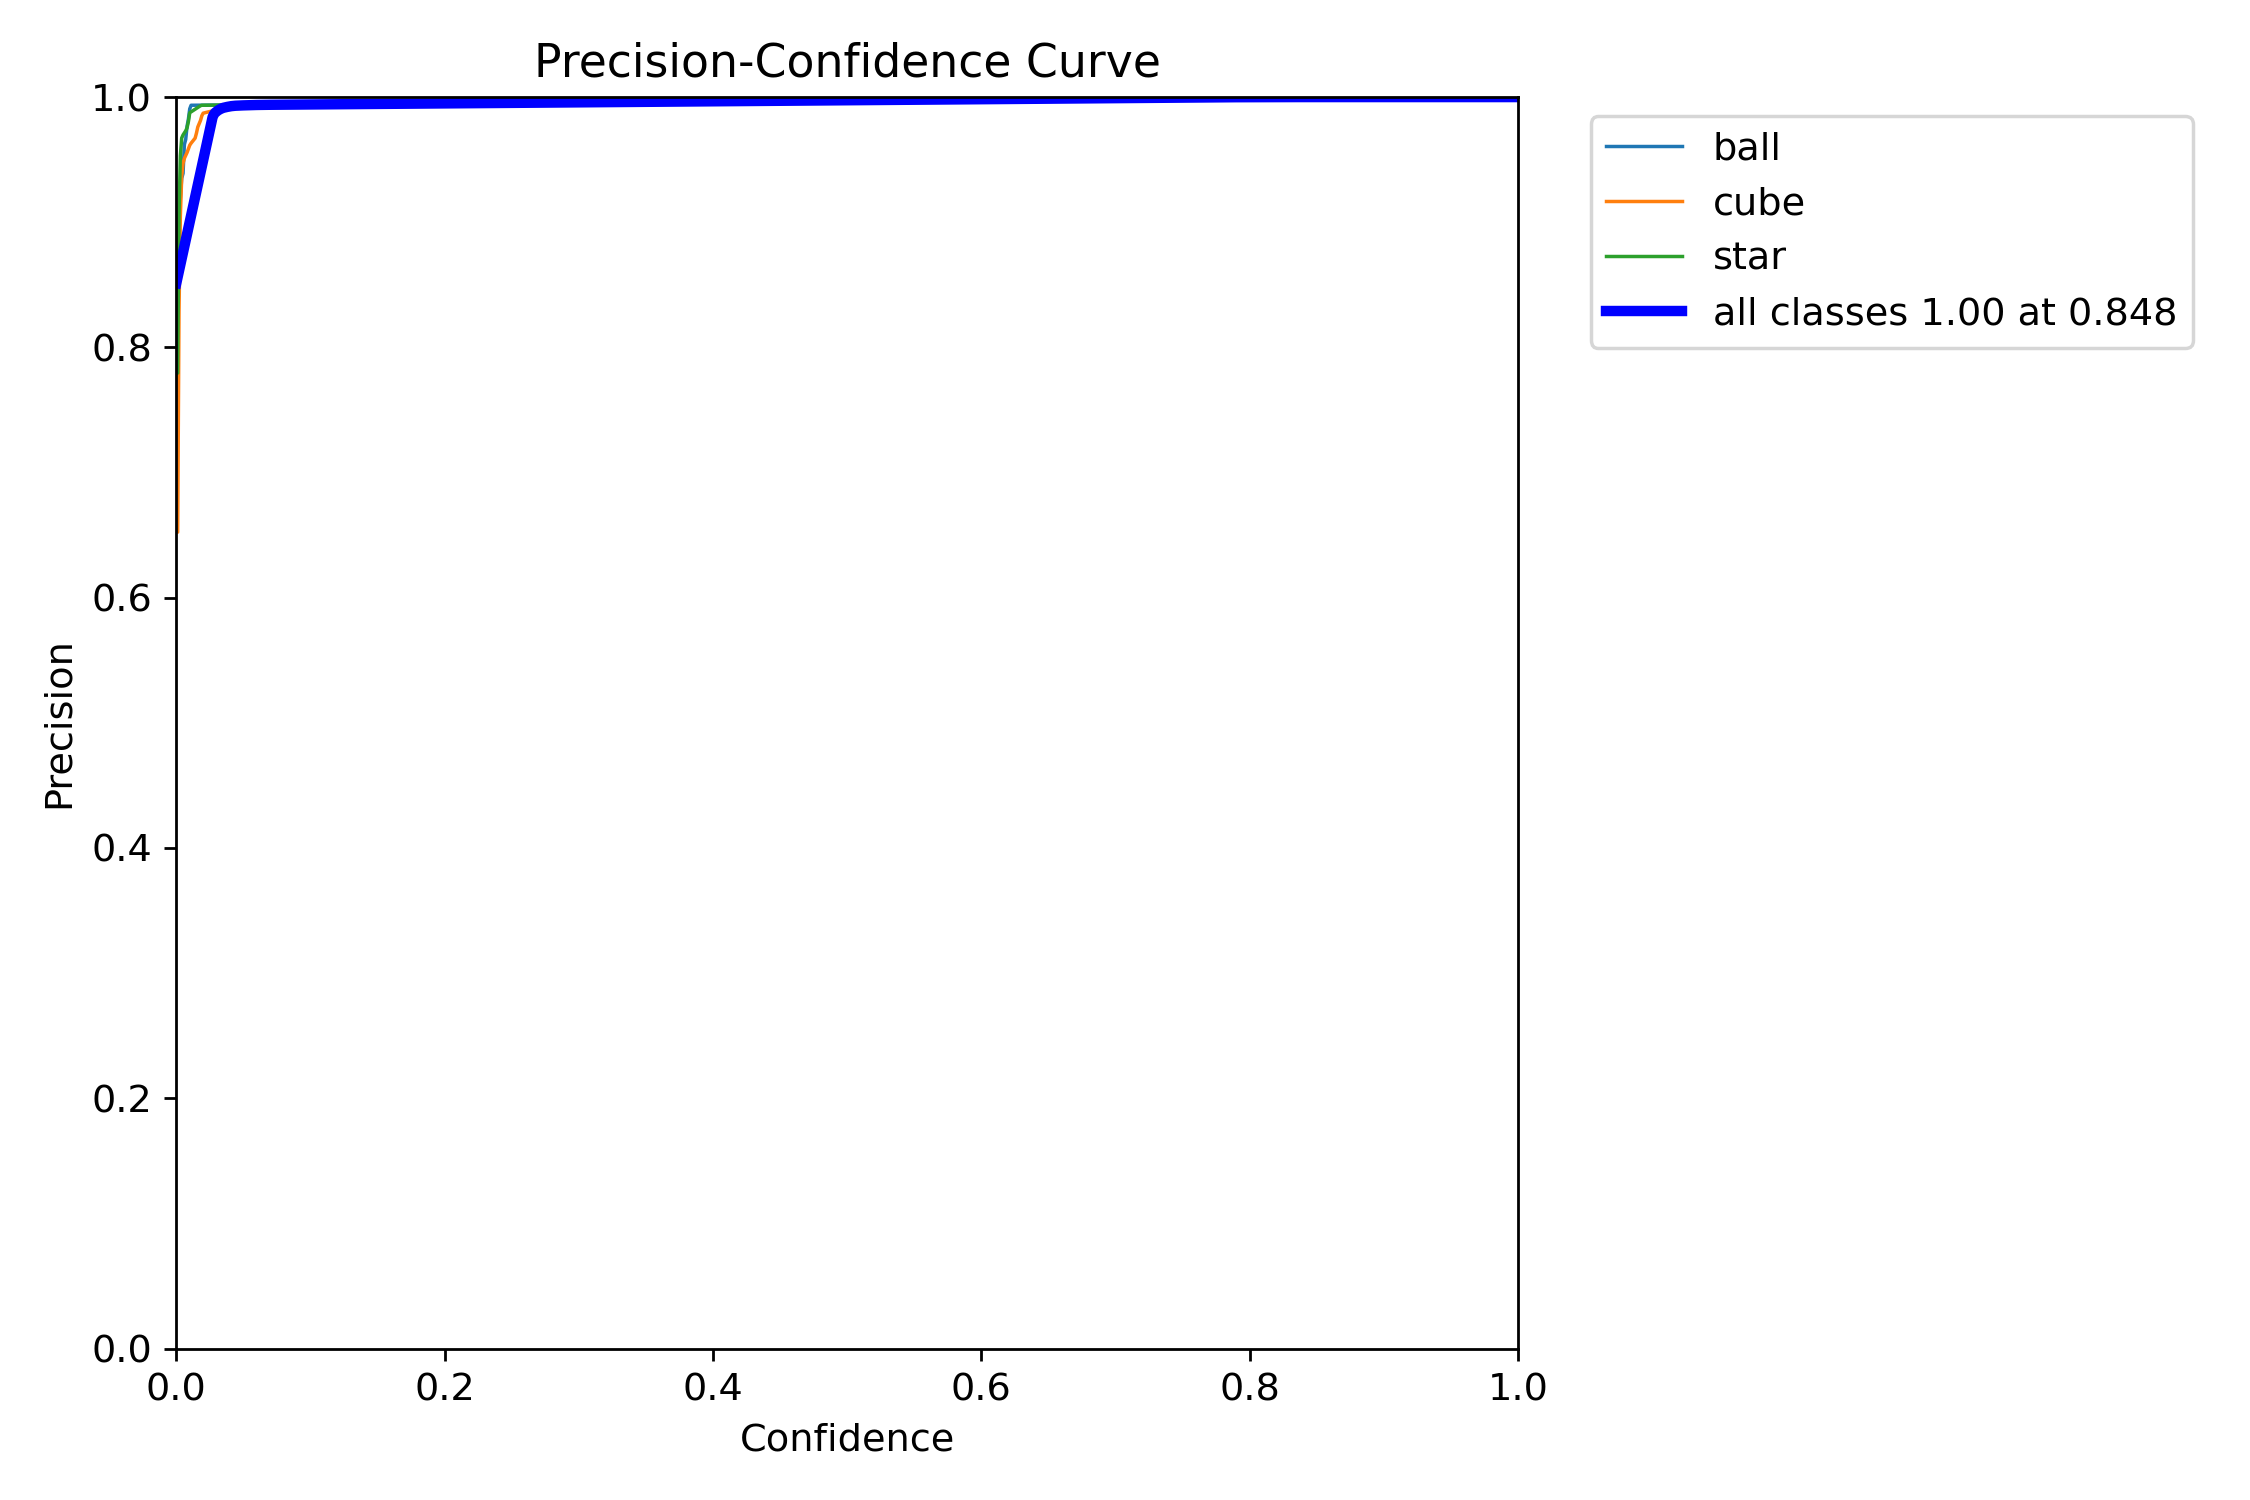 Precision-Confidence Curve
1.0
0.8
0.6
0.4
0.2
0.0
Precision
0.0 0.2 0.4 0.6 0.8 1.0
Confidence
ball
cube
star
all classes 1.00 at 0.848